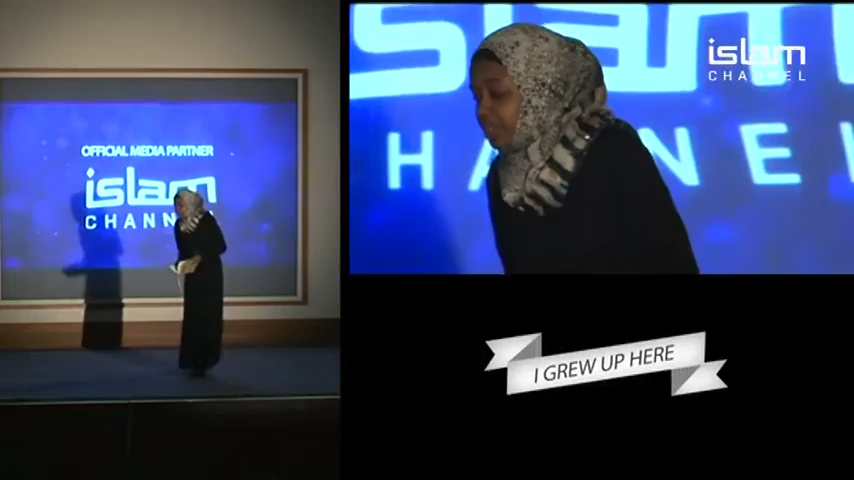 OFFICIAL MEDIA PARTNER
islam
CHANNEL
islam
CHANNEL
I GREW UP HERE